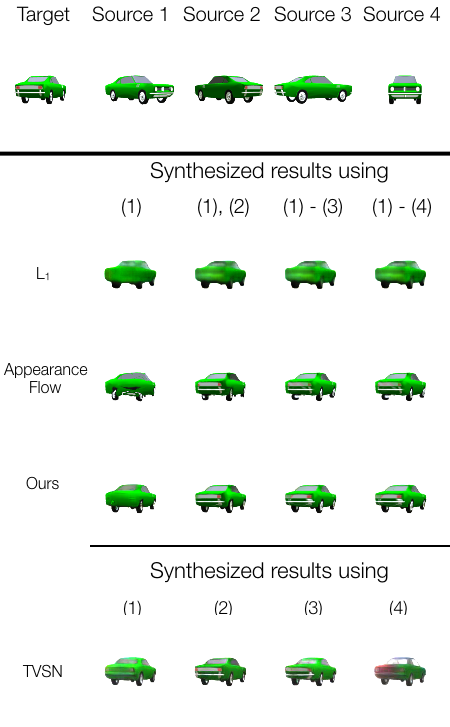 Target Source 1 Source 2 Source 3 Source 4
Synthesized results using
(1) (1), (2) (1) - (3) (1) - (4)
L₁
Appearance
Flow
Ours
Synthesized results using
(1) (2) (3) (4)
TVSN